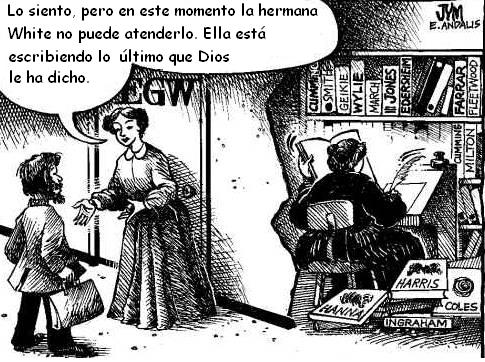 Lo siento, pero en este momento la hermana
White no puede atenderlo. Ella está
escribiendo lo último que Dios
le ha dicho.
JYM
E. ANDALIS
EGW
CUMMING
SMITH
GEIKIE
WYLIE
MARCH
JONES
EDERSHEIM
FARRAR
FLEETWOOD
CUMMING
MILTON
HANNA
HARRIS
COLES
INGRAHAM